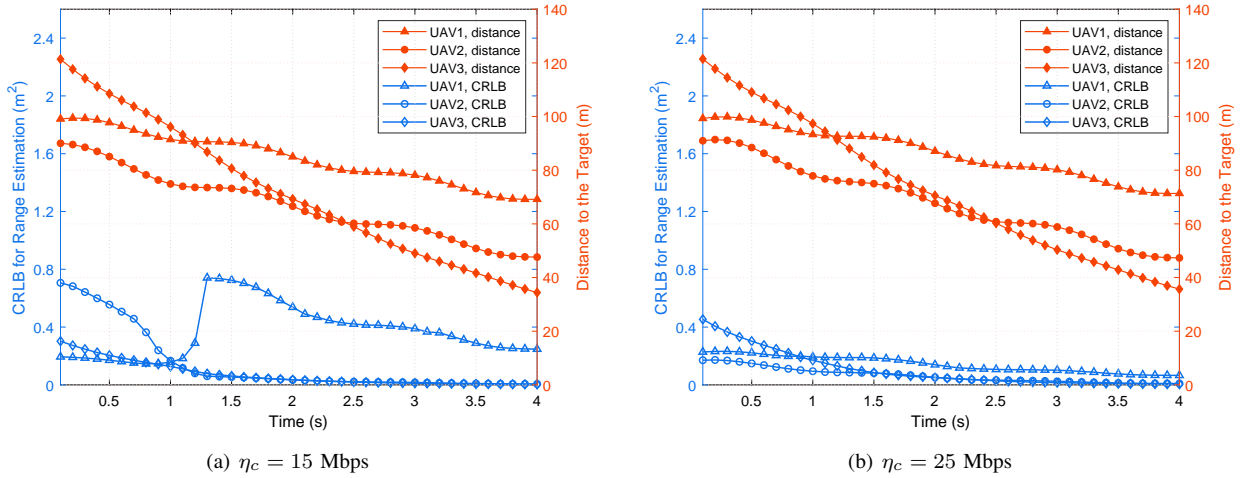 CRLB for Range Estimation (m²)
2.4
2
1.6
1.2
0.8
0.4
0
140
120
100
80
60
40
20
0
Distance to the Target (m)
UAV1, distance
UAV2, distance
UAV3, distance
UAV1, CRLB
UAV2, CRLB
UAV3, CRLB
0.5 1 1.5 2 2.5 3 3.5 4
Time (s)
(a) η_c = 15 Mbps
CRLB for Range Estimation (m²)
2.4
2
1.6
1.2
0.8
0.4
0
140
120
100
80
60
40
20
0
Distance to the Target (m)
UAV1, distance
UAV2, distance
UAV3, distance
UAV1, CRLB
UAV2, CRLB
UAV3, CRLB
0.5 1 1.5 2 2.5 3 3.5 4
Time (s)
(b) η_c = 25 Mbps